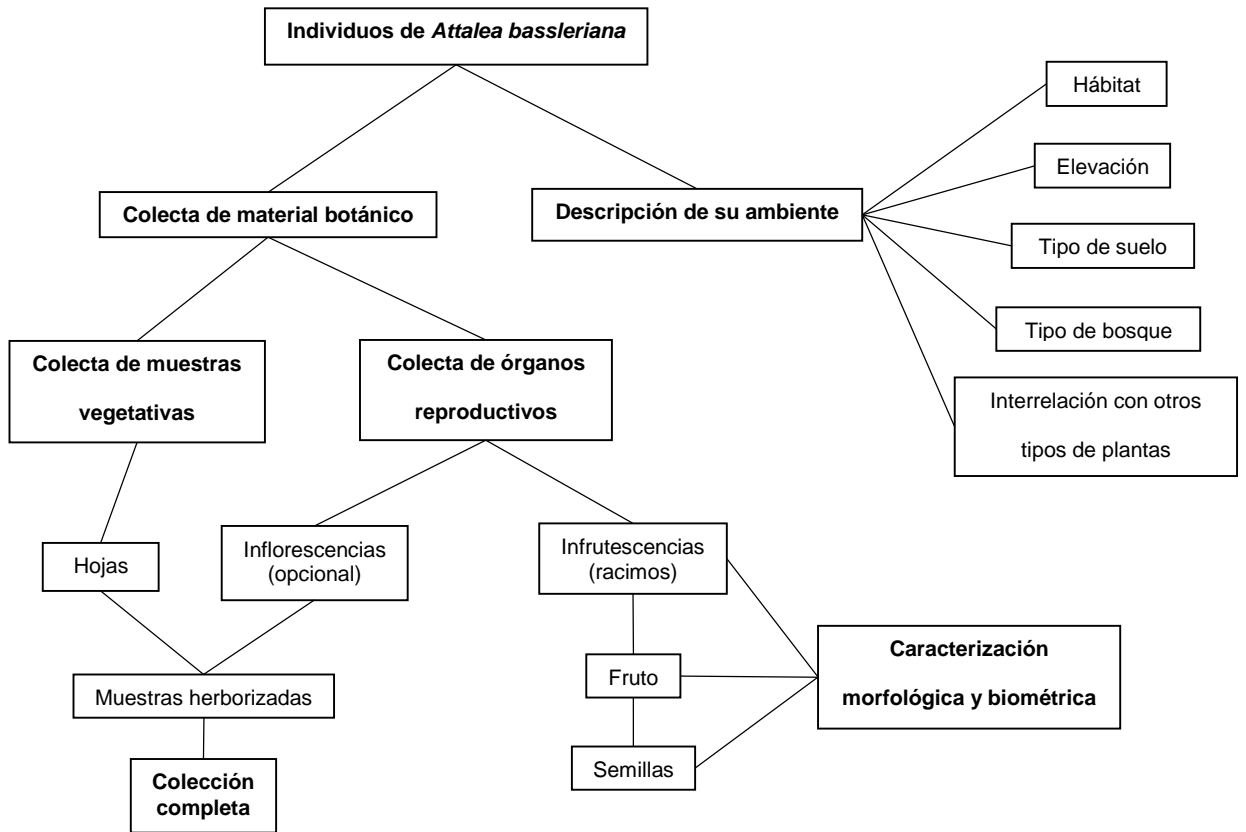 Individuos de Attalea bassleriana
Hábitat
Elevación
Colecta de material botánico
Descripción de su ambiente
Tipo de suelo
Tipo de bosque
Colecta de muestras
vegetativas
Colecta de órganos
reproductivos
Interrelación con otros
tipos de plantas
Hojas
Inflorescencias
(opcional)
Infrutescencias
(racimos)
Caracterización
morfológica y biométrica
Fruto
Muestras herborizadas
Semillas
Colección
completa